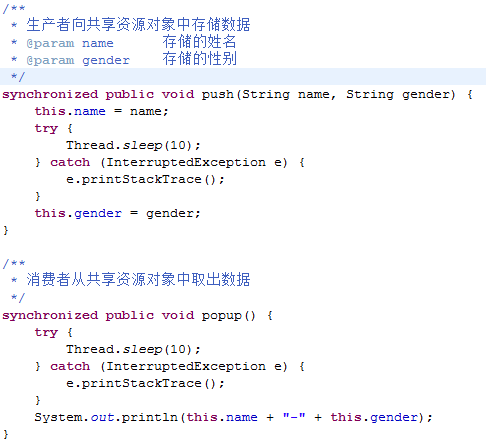 /**
 * 生产者向共享资源对象中存储数据
 * @param name      存储的姓名
 * @param gender    存储的性别
 */
synchronized public void push(String name, String gender) {
    this.name = name;
    try {
        Thread.sleep(10);
    } catch (InterruptedException e) {
        e.printStackTrace();
    }
    this.gender = gender;
}

/**
 * 消费者从共享资源对象中取出数据
 */
synchronized public void popup() {
    try {
        Thread.sleep(10);
    } catch (InterruptedException e) {
        e.printStackTrace();
    }
    System.out.println(this.name + "-" + this.gender);
}